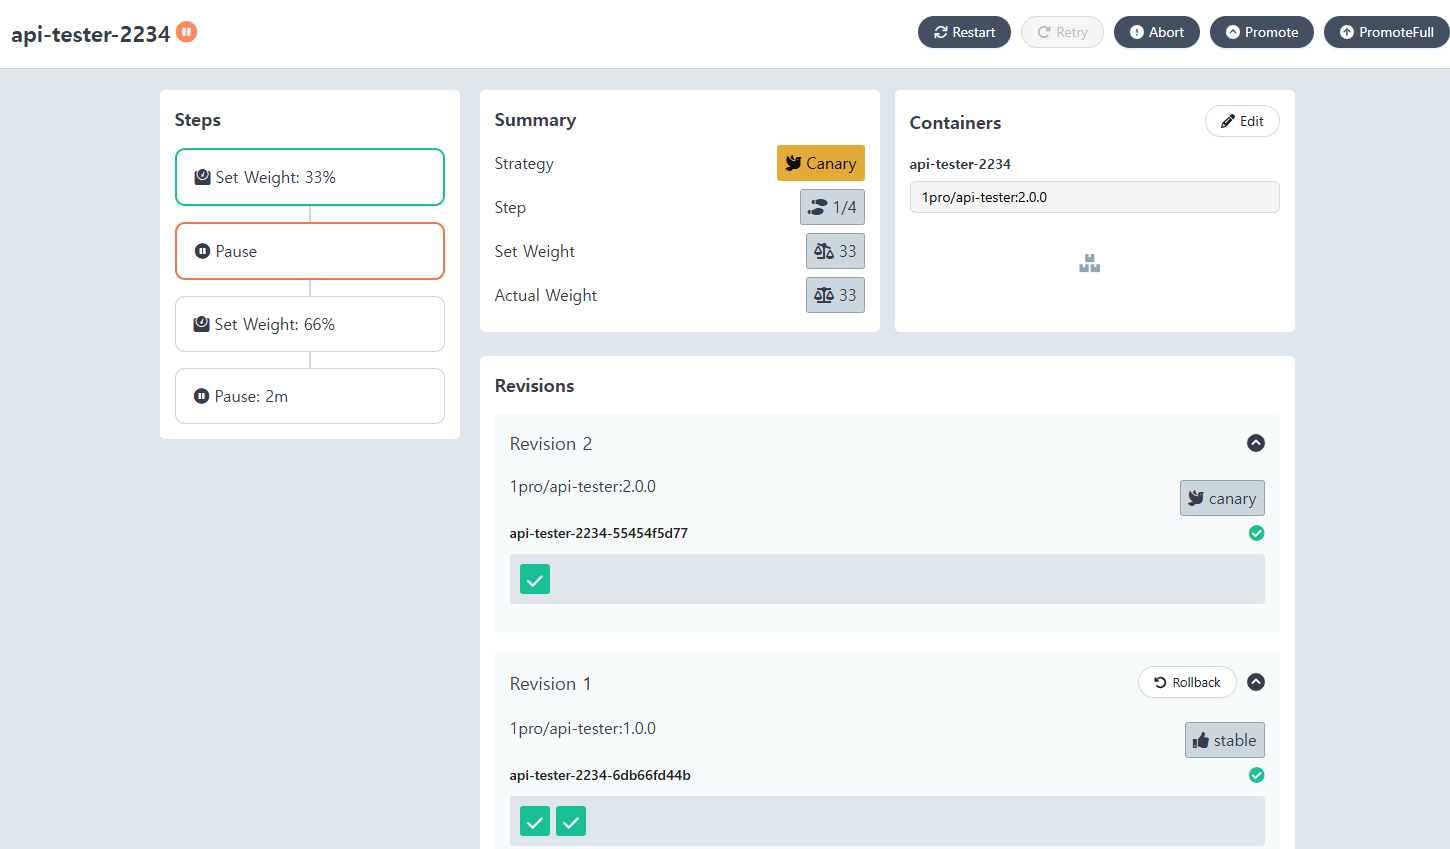 api-tester-2234
Restart
Retry
Abort
Promote
PromoteFull
Steps
Set Weight: 33%
Pause
Set Weight: 66%
Pause: 2m
Summary
Strategy Canary
Step 1/4
Set Weight 33
Actual Weight 33
Containers
Edit
api-tester-2234
1pro/api-tester:2.0.0
Revisions
Revision 2
1pro/api-tester:2.0.0
canary
api-tester-2234-55454f5d77
Revision 1
Rollback
1pro/api-tester:1.0.0
stable
api-tester-2234-6db66fd44b